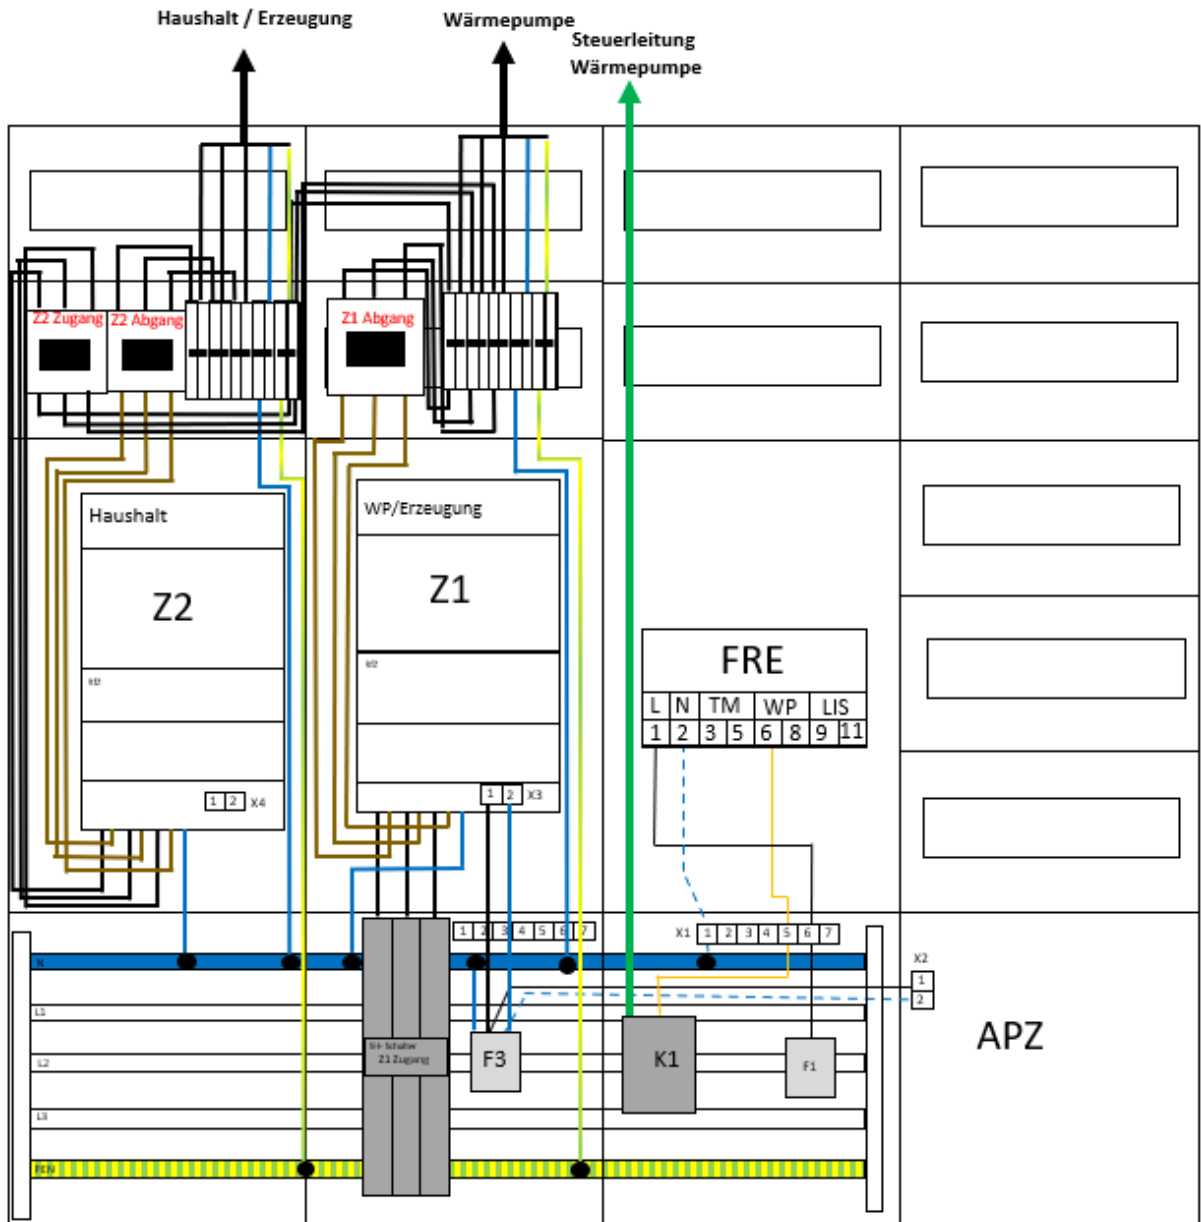 Haushalt / Erzeugung
Wärmepumpe
Steuerleitung
Wärmepumpe
Z2 Zugang
Z2 Abgang
Z1 Abgang
Haushalt
Z2
WP/Erzeugung
Z1
FRE
L N TM WP LIS
1 2 3 5 6 8 9 11
1 2 X4
1 2 X3
1 2 3 4 5 6 7
X1 1 2 3 4 5 6 7
X2
1
2
N
L1
L2
L3
PEN
SH- Schalter
Z1 Zugang
F3
K1
F1
APZ